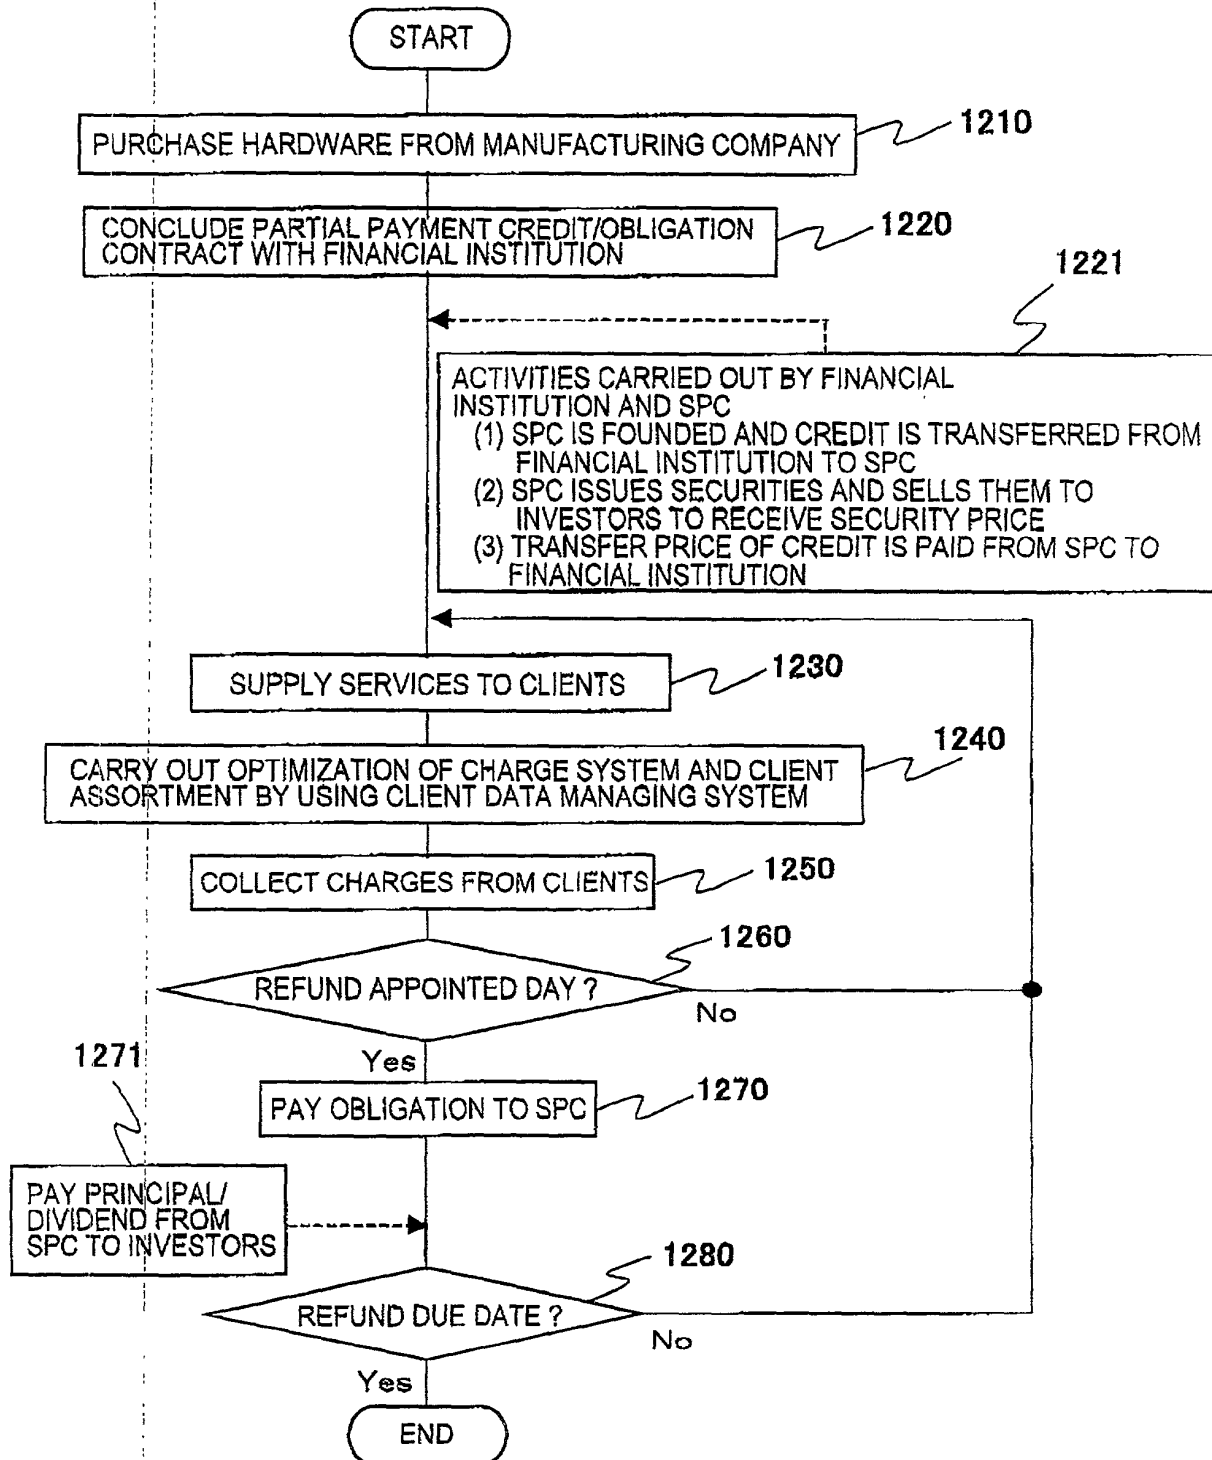 START
PURCHASE HARDWARE FROM MANUFACTURING COMPANY
1210
CONCLUDE PARTIAL PAYMENT CREDIT/OBLIGATION
CONTRACT WITH FINANCIAL INSTITUTION
1220
1221
ACTIVITIES CARRIED OUT BY FINANCIAL
INSTITUTION AND SPC
(1) SPC IS FOUNDED AND CREDIT IS TRANSFERRED FROM
FINANCIAL INSTITUTION TO SPC
(2) SPC ISSUES SECURITIES AND SELLS THEM TO
INVESTORS TO RECEIVE SECURITY PRICE
(3) TRANSFER PRICE OF CREDIT IS PAID FROM SPC TO
FINANCIAL INSTITUTION
SUPPLY SERVICES TO CLIENTS
1230
1240
CARRY OUT OPTIMIZATION OF CHARGE SYSTEM AND CLIENT
ASSORTMENT BY USING CLIENT DATA MANAGING SYSTEM
COLLECT CHARGES FROM CLIENTS
1250
1260
REFUND APPOINTED DAY ?
No
Yes
1271
PAY OBLIGATION TO SPC
1270
PAY PRINCIPAL/
DIVIDEND FROM
SPC TO INVESTORS
1280
REFUND DUE DATE ?
No
Yes
END